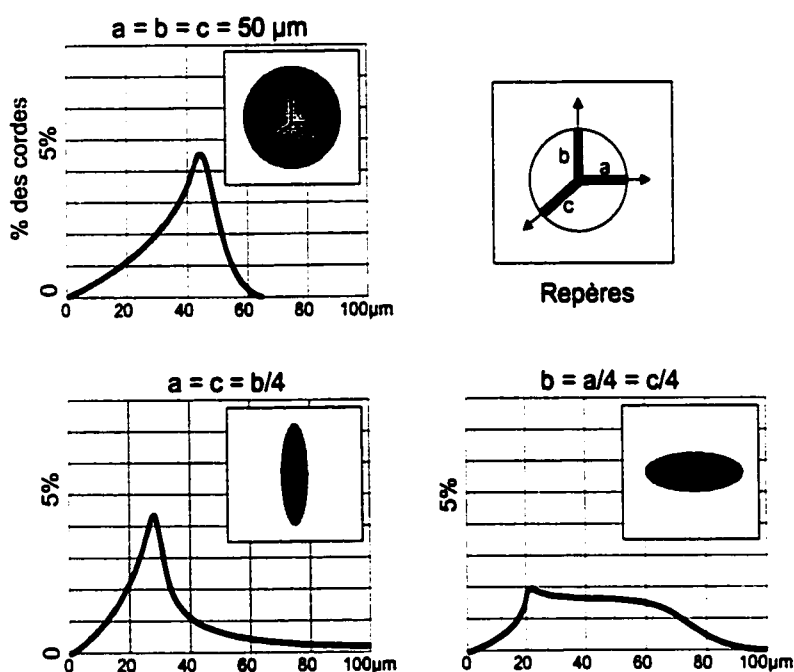 a = b = c = 50 µm
% des cordes
5%
0
0 20 40 60 80 100µm
b
a
c
Repères
a = c = b/4
5%
0
0 20 40 60 80 100µm
b = a/4 = c/4
5%
0 20 40 60 80 100µm